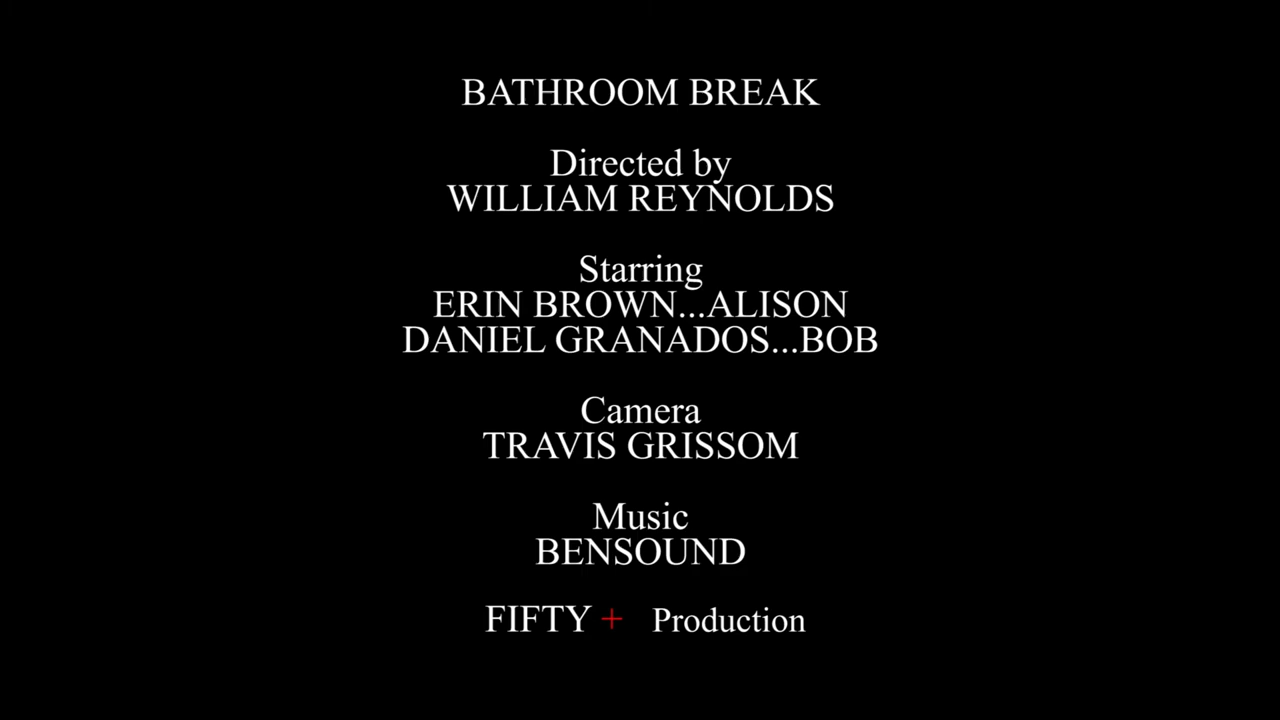 BATHROOM BREAK
Directed by
WILLIAM REYNOLDS
Starring
ERIN BROWN...ALISON
DANIEL GRANADOS...BOB
Camera
TRAVIS GRISSOM
Music
BENSOUND
FIFTY + Production